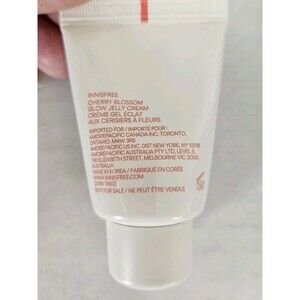 INNISFREE
CHERRY BLOSSOM
GLOW JELLY CREAM
CRÈME GEL ÉCLAT
AUX CERISIERS À FLEURS
IMPORTED FOR / IMPORTÉ POUR :
AMOREPACIFIC CANADA INC. TORONTO,
ONTARIO, M4W 3R8
AMOREPACIFIC US INC. DIST NEW YORK, NY 10018
AMOREPACIFIC AUSTRALIA PTY LTD, LEVEL 5,
ELIZABETH STREET, MELBOURNE VIC 3000,
AUSTRALIA
MADE IN KOREA / FABRIQUÉ EN CORÉE
WWW.INNISFREE.COM
NOT FOR SALE / NE PEUT ÊTRE VENDU